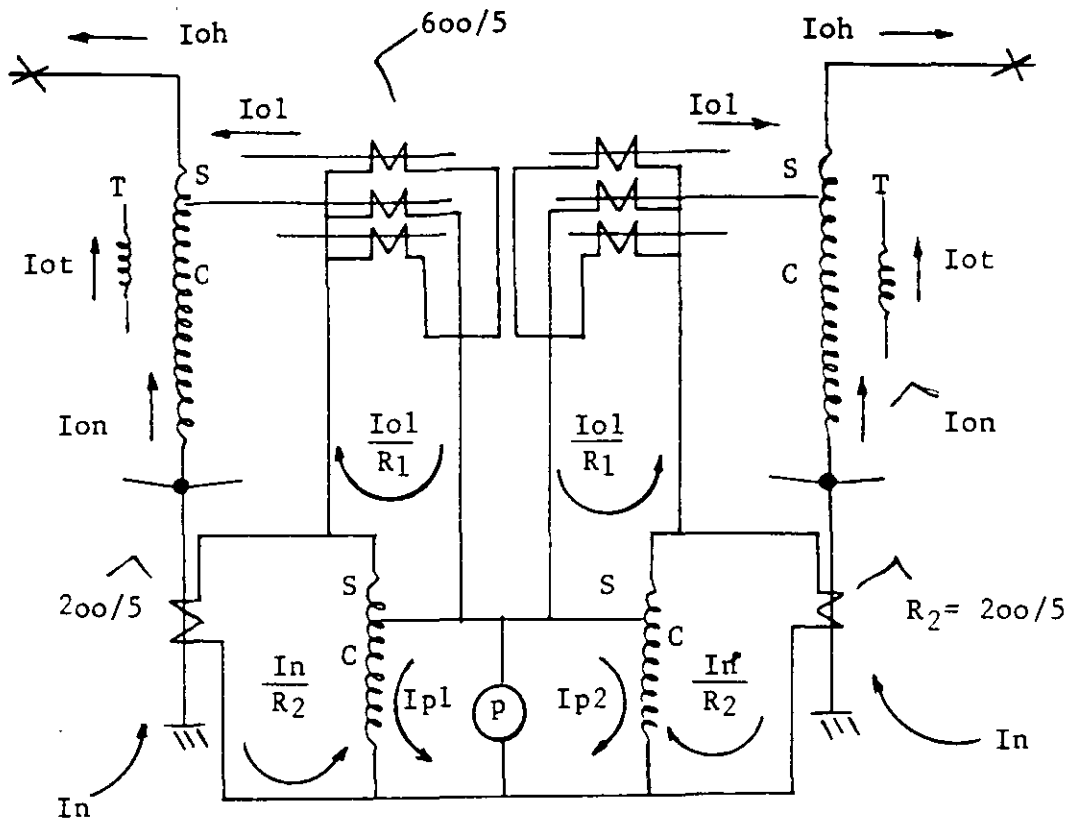 Ioh
600/5
Ioh
Iol
Iol
T
S
S
T
Iot
C
C
Iot
Ion
Iol
R1
Iol
R1
Ion
200/5
S
S
R2= 200/5
C
C
In
R2
Ip1
p
Ip2
In
R2
In
In